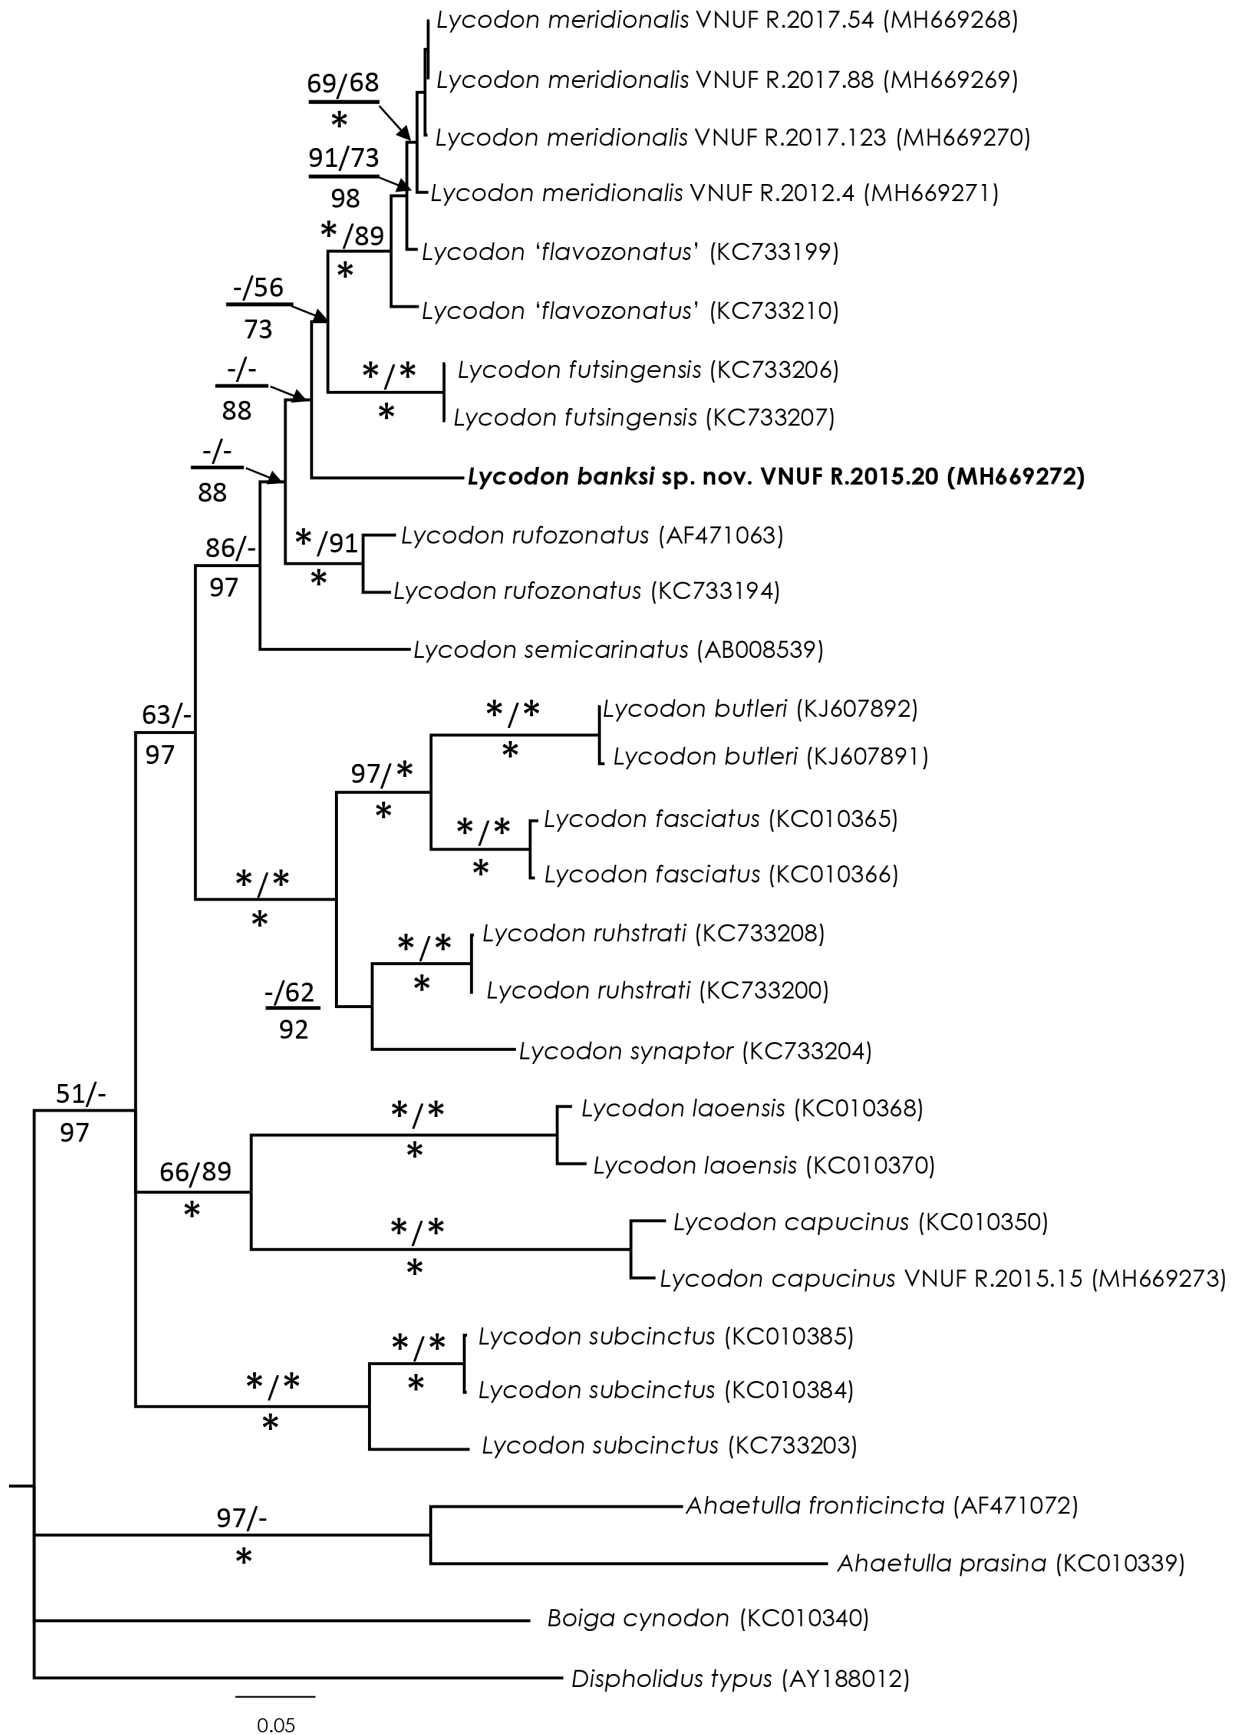 Lycodon meridionalis VNUF R.2017.54 (MH669268)
69/68
*
Lycodon meridionalis VNUF R.2017.88 (MH669269)
Lycodon meridionalis VNUF R.2017.123 (MH669270)
91/73
98
Lycodon meridionalis VNUF R.2012.4 (MH669271)
*/89
*
Lycodon ‘flavozonatus’ (KC733199)
-/56
73
Lycodon ‘flavozonatus’ (KC733210)
*/*
*
Lycodon futsingensis (KC733206)
-/-
88
Lycodon futsingensis (KC733207)
-/-
88
Lycodon banksi sp. nov. VNUF R.2015.20 (MH669272)
*/91
*
Lycodon rufozonatus (AF471063)
86/-
97
Lycodon rufozonatus (KC733194)
Lycodon semicarinatus (AB008539)
63/-
97
*/*
*
Lycodon butleri (KJ607892)
Lycodon butleri (KJ607891)
97/*
*
*/*
*
Lycodon fasciatus (KC010365)
Lycodon fasciatus (KC010366)
*/*
*
*/*
*
Lycodon ruhstrati (KC733208)
Lycodon ruhstrati (KC733200)
-/62
92
Lycodon synaptor (KC733204)
51/-
97
*/*
*
Lycodon laoensis (KC010368)
Lycodon laoensis (KC010370)
66/89
*
*/*
*
Lycodon capucinus (KC010350)
Lycodon capucinus VNUF R.2015.15 (MH669273)
*/*
*
Lycodon subcinctus (KC010385)
Lycodon subcinctus (KC010384)
*/*
*
Lycodon subcinctus (KC733203)
97/-
*
Ahaetulla fronticincta (AF471072)
Ahaetulla prasina (KC010339)
Boiga cynodon (KC010340)
Dispholidus typus (AY188012)
0.05